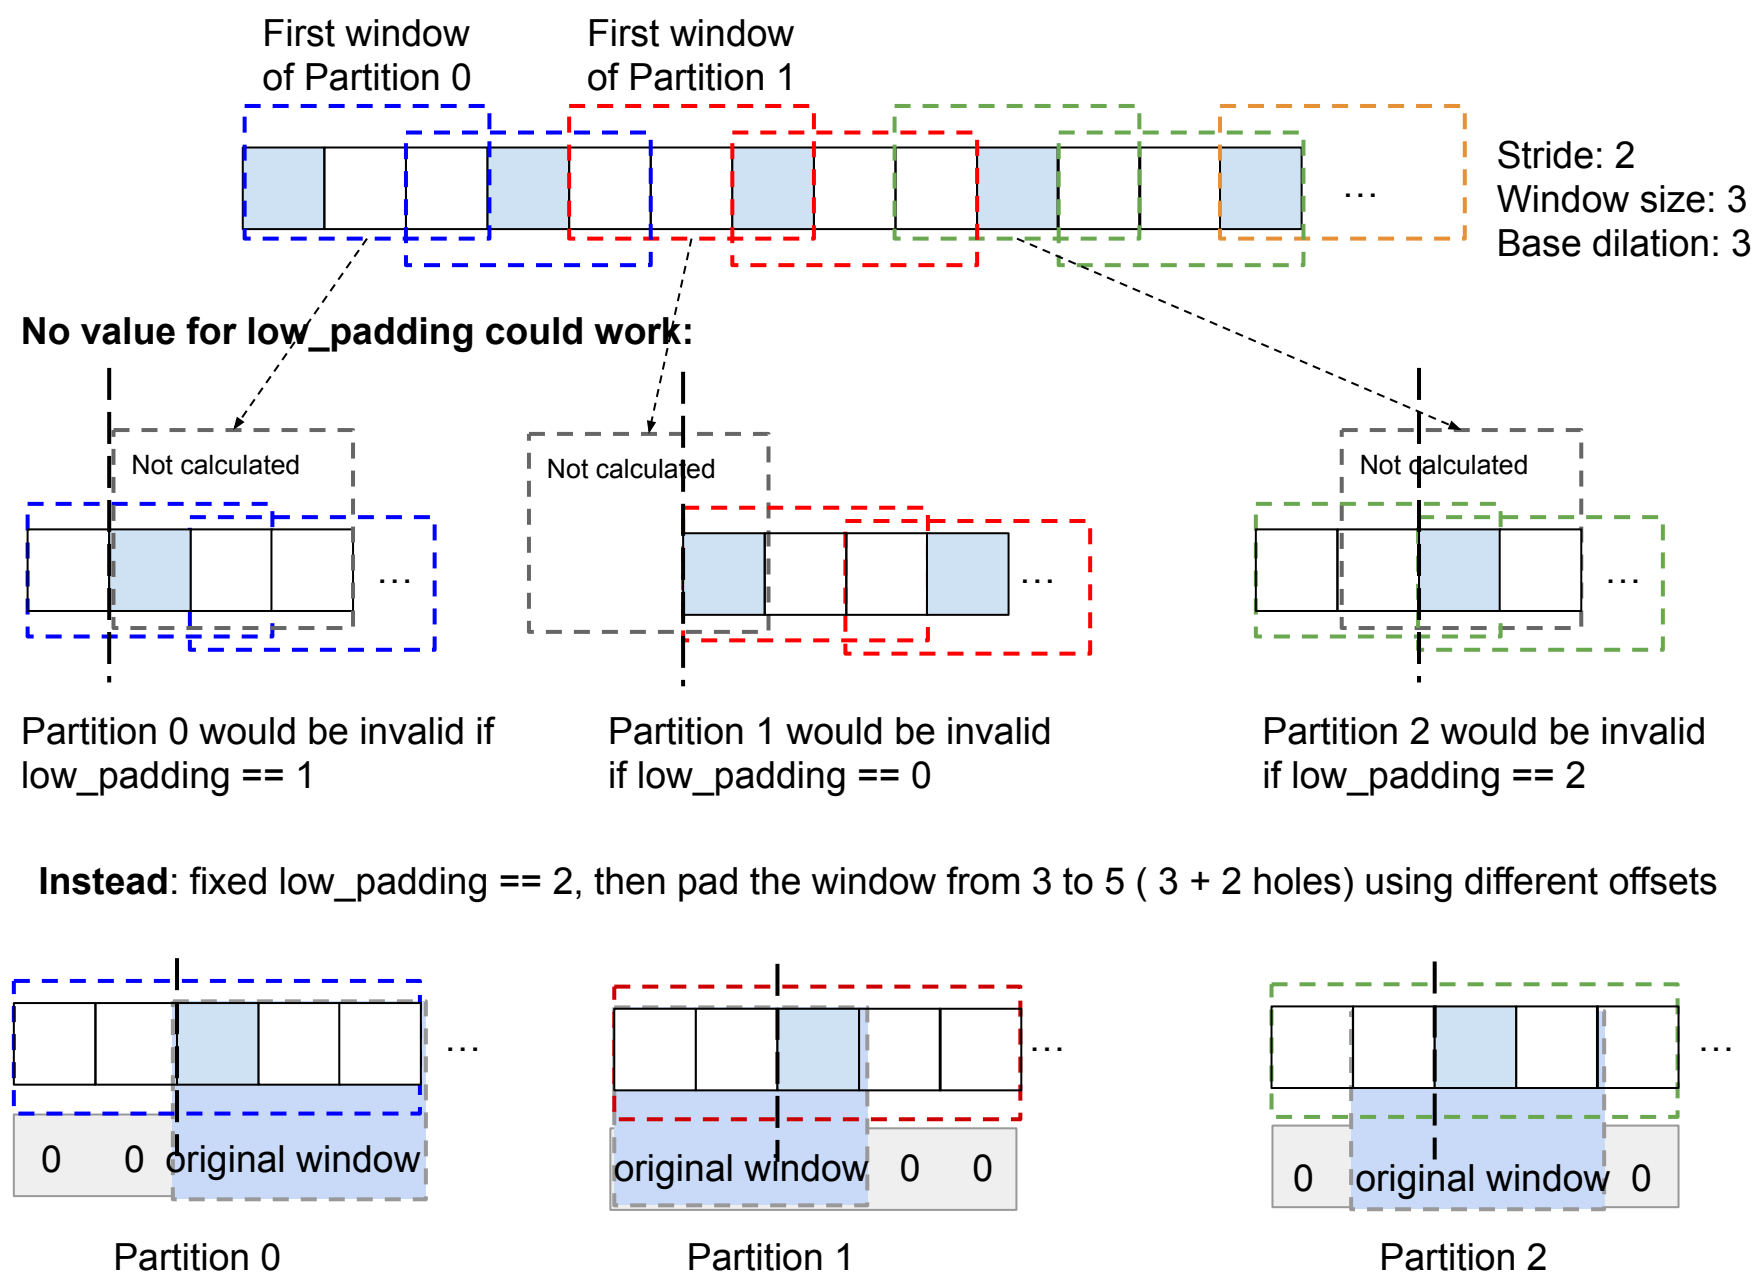 First window
of Partition 0
First window
of Partition 1
Stride: 2
Window size: 3
Base dilation: 3
...
No value for low_padding could work:
Not calculated
Not calculated
Not calculated
...
...
...
Partition 0 would be invalid if
low_padding == 1
Partition 1 would be invalid
if low_padding == 0
Partition 2 would be invalid
if low_padding == 2
Instead: fixed low_padding == 2, then pad the window from 3 to 5 ( 3 + 2 holes) using different offsets
...
...
...
0 0 original window
original window 0 0
0 original window 0
Partition 0
Partition 1
Partition 2